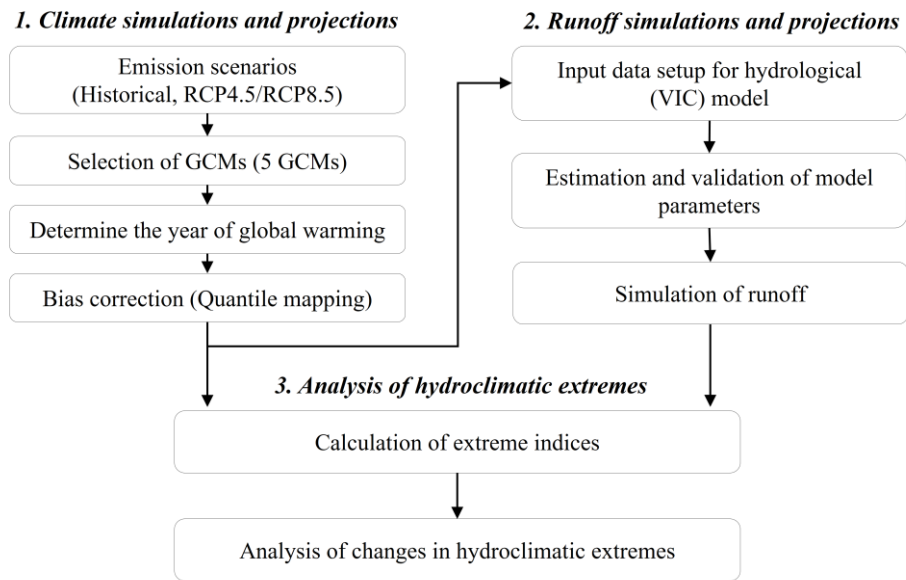 1. Climate simulations and projections
Emission scenarios
(Historical, RCP4.5/RCP8.5)
Selection of GCMs (5 GCMs)
Determine the year of global warming
Bias correction (Quantile mapping)
2. Runoff simulations and projections
Input data setup for hydrological
(VIC) model
Estimation and validation of model
parameters
Simulation of runoff
3. Analysis of hydroclimatic extremes
Calculation of extreme indices
Analysis of changes in hydroclimatic extremes